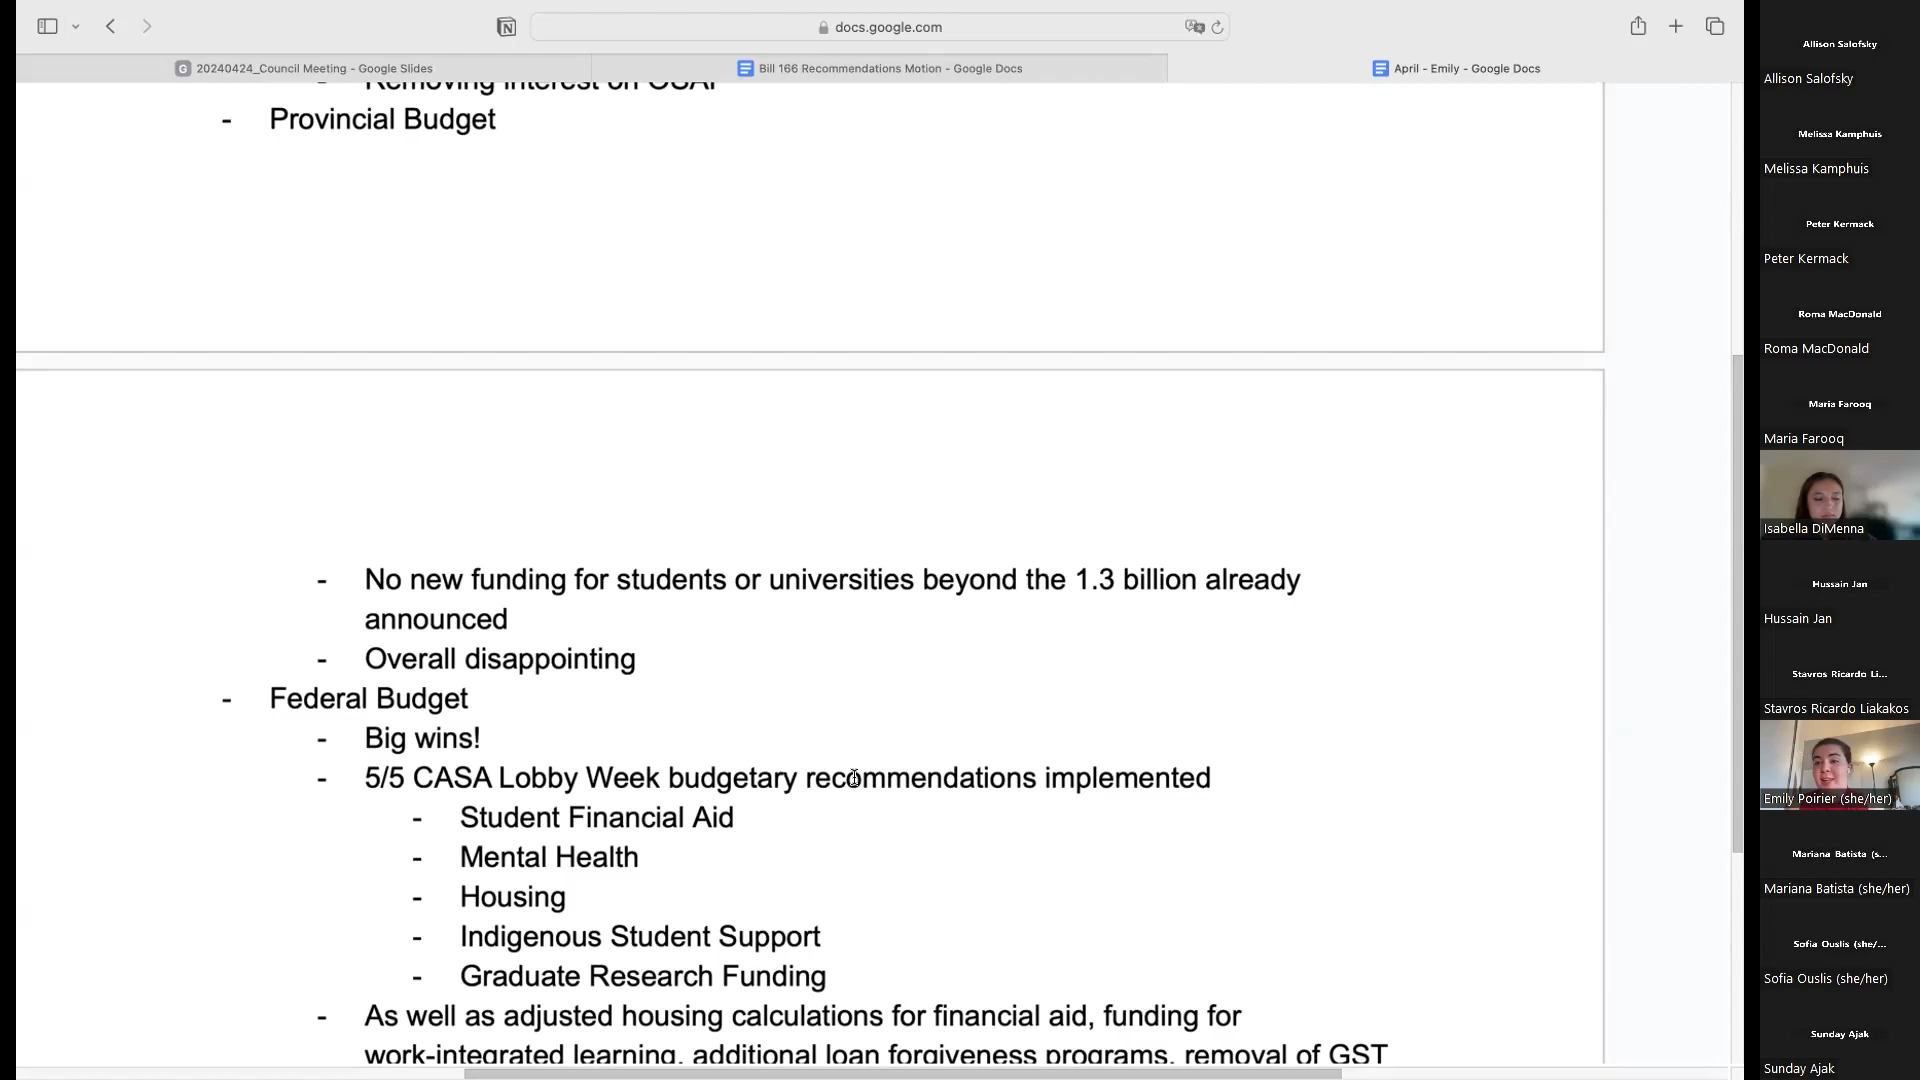 docs.google.com
20240424_Council Meeting - Google Slides
Bill 166 Recommendations Motion - Google Docs
April - Emily - Google Docs
- Removing interest on OSAP
- Provincial Budget
- No new funding for students or universities beyond the 1.3 billion already
announced
- Overall disappointing
- Federal Budget
- Big wins!
- 5/5 CASA Lobby Week budgetary recommendations implemented
- Student Financial Aid
- Mental Health
- Housing
- Indigenous Student Support
- Graduate Research Funding
- As well as adjusted housing calculations for financial aid, funding for
work-integrated learning, additional loan forgiveness programs, removal of GST
Allison Salofsky
Allison Salofsky
Melissa Kamphuis
Melissa Kamphuis
Peter Kermack
Peter Kermack
Roma MacDonald
Roma MacDonald
Maria Farooq
Maria Farooq
Isabella DiMenna
Hussain Jan
Hussain Jan
Stavros Ricardo Li...
Stavros Ricardo Liakakos
Emily Poirier (she/her)
Mariana Batista (s...
Mariana Batista (she/her)
Sofia Ouslis (she/...
Sofia Ouslis (she/her)
Sunday Ajak
Sunday Ajak